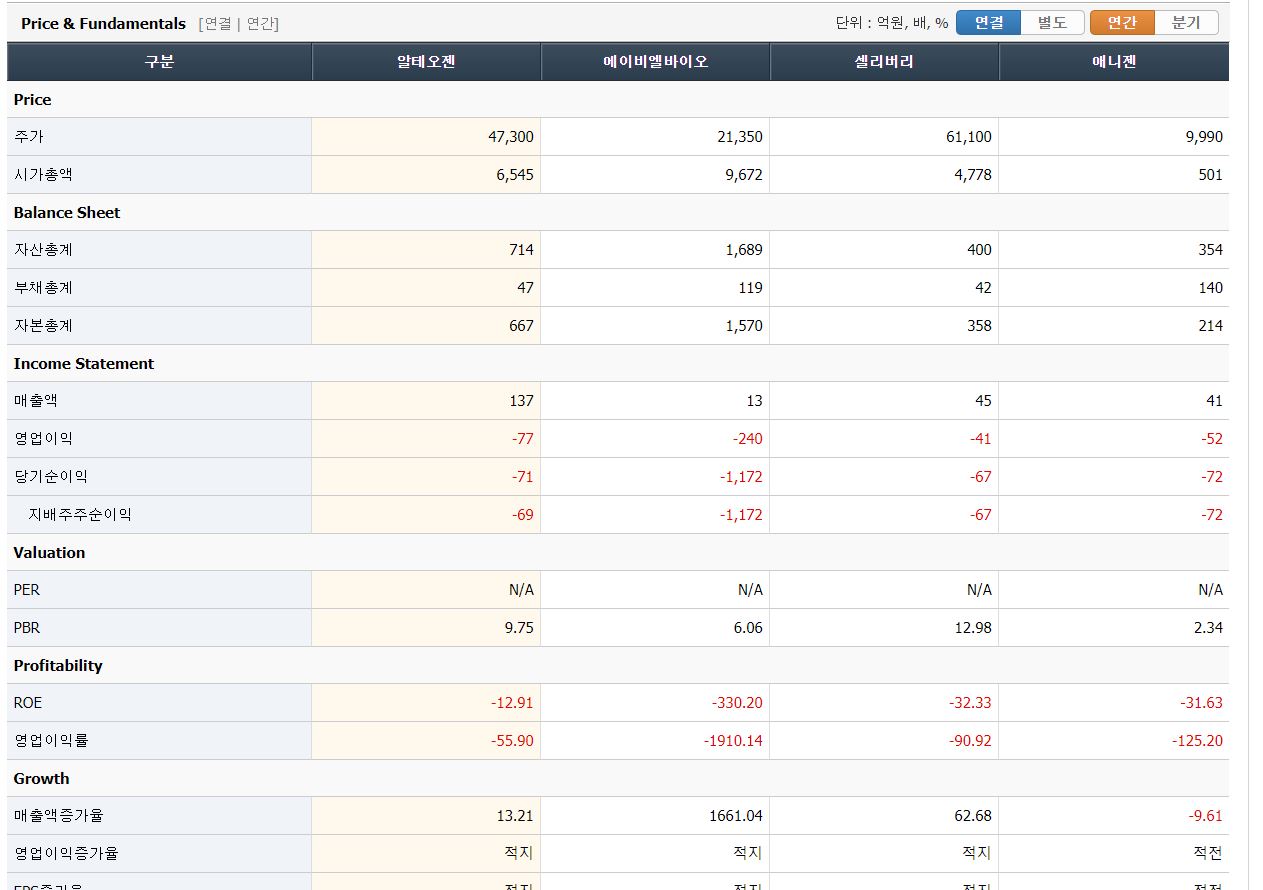 Price & Fundamentals [연결 | 연간] 단위 : 억원, 배, % 연결 별도 연간 분기
구분 알테오젠 에이비엘바이오 셀리버리 애니젠
Price
주가 47,300 21,350 61,100 9,990
시가총액 6,545 9,672 4,778 501
Balance Sheet
자산총계 714 1,689 400 354
부채총계 47 119 42 140
자본총계 667 1,570 358 214
Income Statement
매출액 137 13 45 41
영업이익 -77 -240 -41 -52
당기순이익 -71 -1,172 -67 -72
지배주주순이익 -69 -1,172 -67 -72
Valuation
PER N/A N/A N/A N/A
PBR 9.75 6.06 12.98 2.34
Profitability
ROE -12.91 -330.20 -32.33 -31.63
영업이익률 -55.90 -1910.14 -90.92 -125.20
Growth
매출액증가율 13.21 1661.04 62.68 -9.61
영업이익증가율 적지 적지 적지 적전